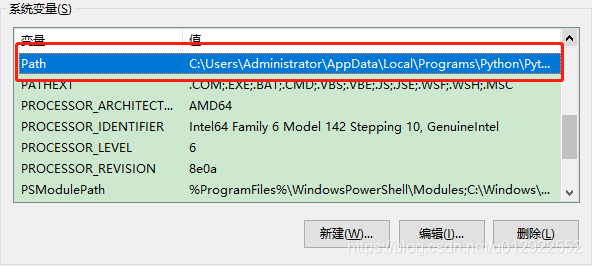 系统变量(S)
变量 值
Path C:\Users\Administrator\AppData\Local\Programs\Python\Pyt...
PATHEXT .COM;.EXE;.BAT;.CMD;.VBS;.VBE;.JS;.JSE;.WSF;.WSH;.MSC
PROCESSOR_ARCHITECT... AMD64
PROCESSOR_IDENTIFIER Intel64 Family 6 Model 142 Stepping 10, GenuineIntel
PROCESSOR_LEVEL 6
PROCESSOR_REVISION 8e0a
PSModulePath %ProgramFiles%\WindowsPowerShell\Modules;C:\Windows\...
新建(W)... 编辑(I)... 删除(L)
https://blog.csdn.net/u012922552